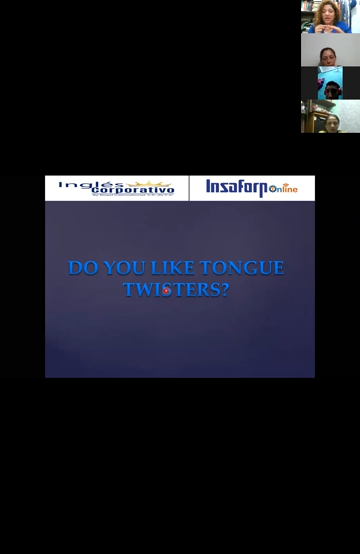 Inglés
Corporativo
Insaforp online
DO YOU LIKE TONGUE
TWISTERS?